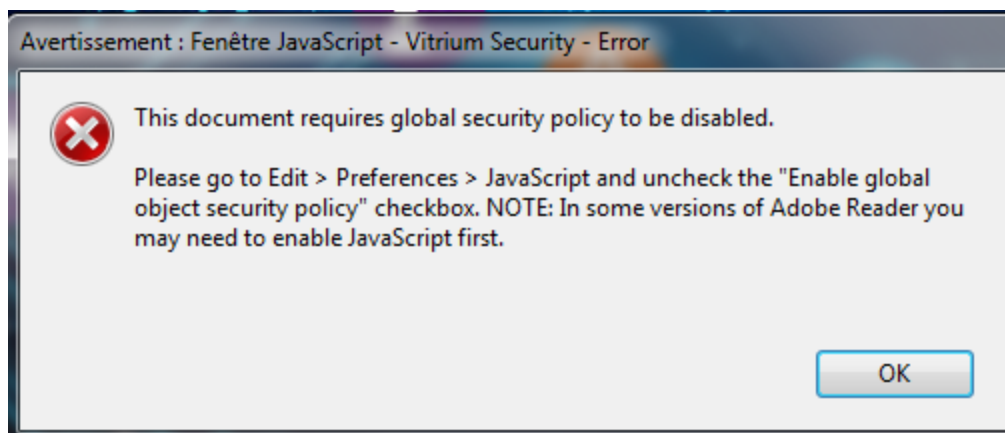 Avertissement : Fenêtre JavaScript - Vitrium Security - Error
This document requires global security policy to be disabled.
Please go to Edit > Preferences > JavaScript and uncheck the "Enable global
object security policy" checkbox. NOTE: In some versions of Adobe Reader you
may need to enable JavaScript first.
OK